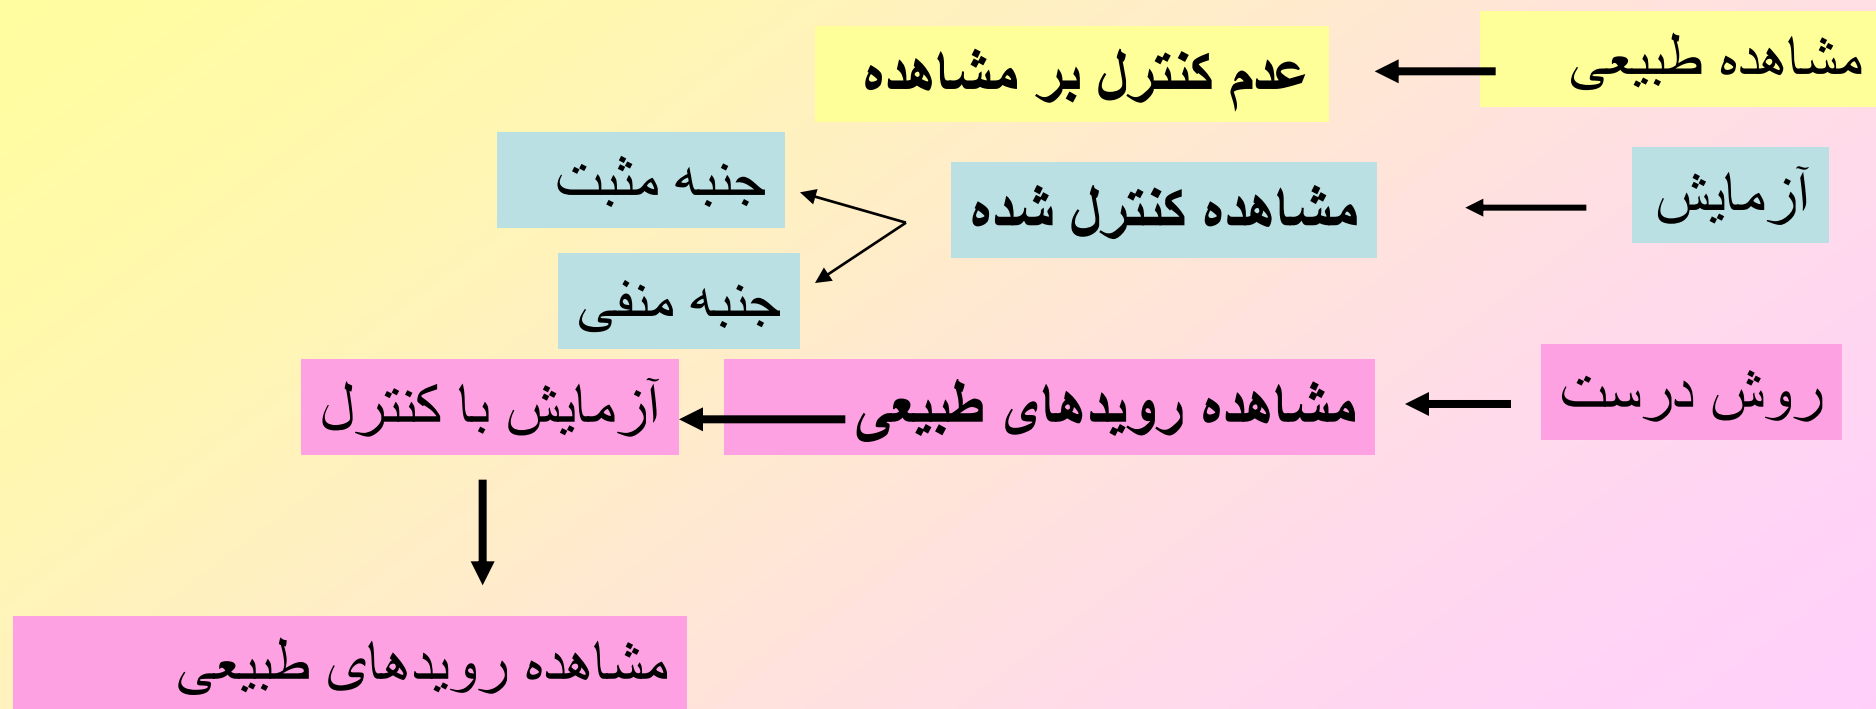 مشاهده طبیعی
عدم کنترل بر مشاهده
آزمایش
مشاهده کنترل شده
جنبه مثبت
جنبه منفی
روش درست
مشاهده رویدهای طبیعی
آزمایش با کنترل
مشاهده رویدهای طبیعی